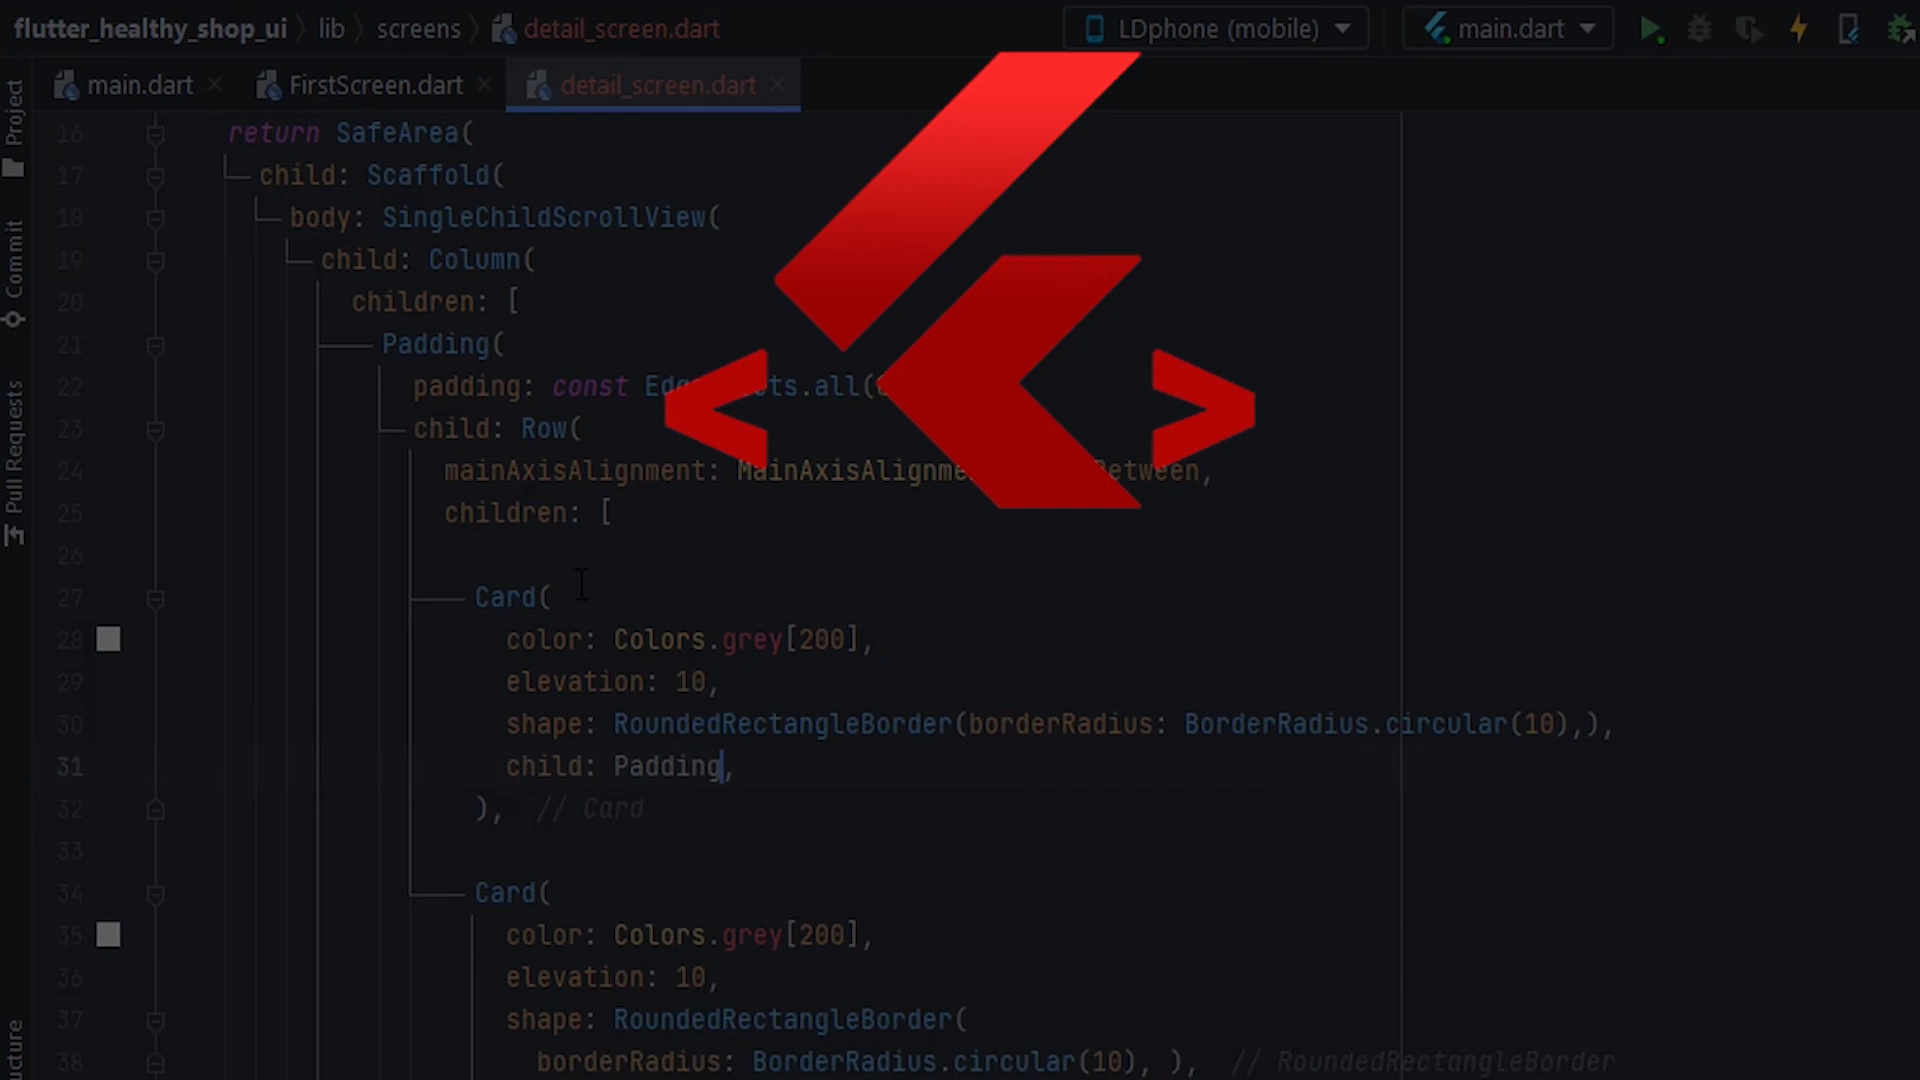 flutter_healthy_shop_ui lib screens detail_screen.dart LDphone (mobile) main.dart
main.dart FirstScreen.dart detail_screen.dart
Project
Commit
Pull Requests
16 return SafeArea(
17 child: Scaffold(
18 body: SingleChildScrollView(
19 child: Column(
20 children: [
21 Padding(
22 padding: const .all(
23 child: Row(
24 mainAxisAlignment: Between,
25 children: [
26
27 Card(
28 color: Colors.grey[200],
29 elevation: 10,
30 shape: RoundedRectangleBorder(borderRadius: BorderRadius.circular(10),),
31 child: Padding,
32 ), // Card
33
34 Card(
35 color: Colors.grey[200],
36 elevation: 10,
37 shape: RoundedRectangleBorder(
38 borderRadius: BorderRadius.circular(10), ), // RoundedRectangleBorder
< >